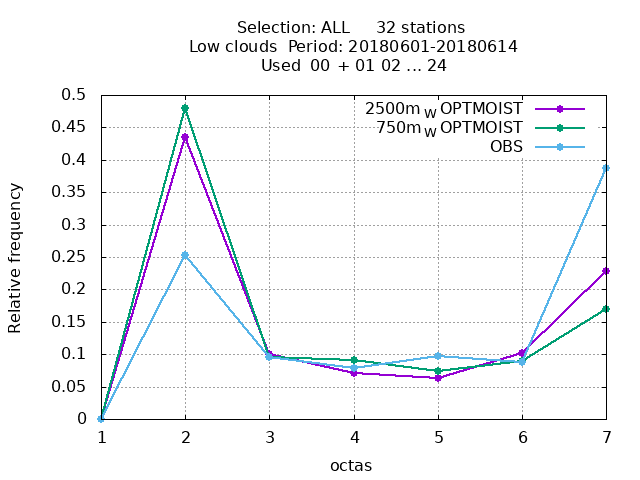 Selection: ALL 32 stations
Low clouds Period: 20180601-20180614
Used 00 + 01 02 ... 24
2500m_W OPTMOIST
750m_W OPTMOIST
OBS
Relative frequency
0.5
0.45
0.4
0.35
0.3
0.25
0.2
0.15
0.1
0.05
0
1 2 3 4 5 6 7
octas